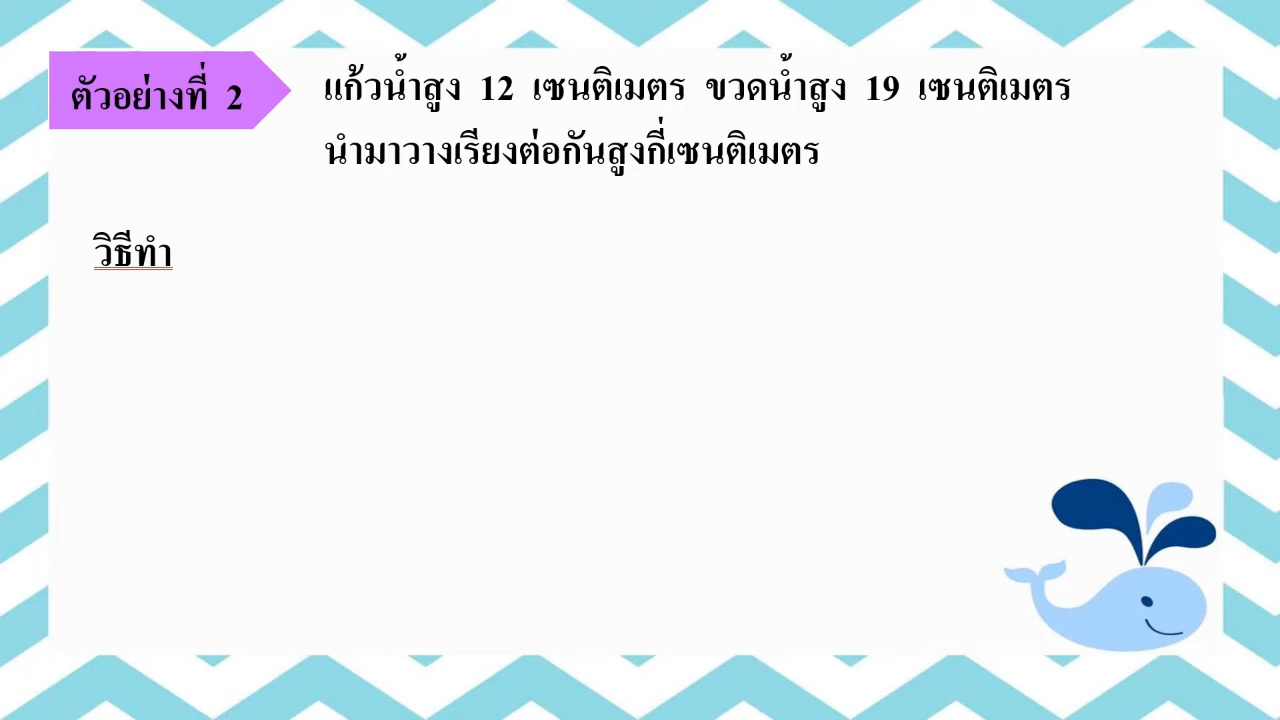 ตัวอย่างที่ 2
แก้วน้ำสูง 12 เซนติเมตร ขวดน้ำสูง 19 เซนติเมตร
นำมาวางเรียงต่อกันสูงกี่เซนติเมตร
วิธีทำ